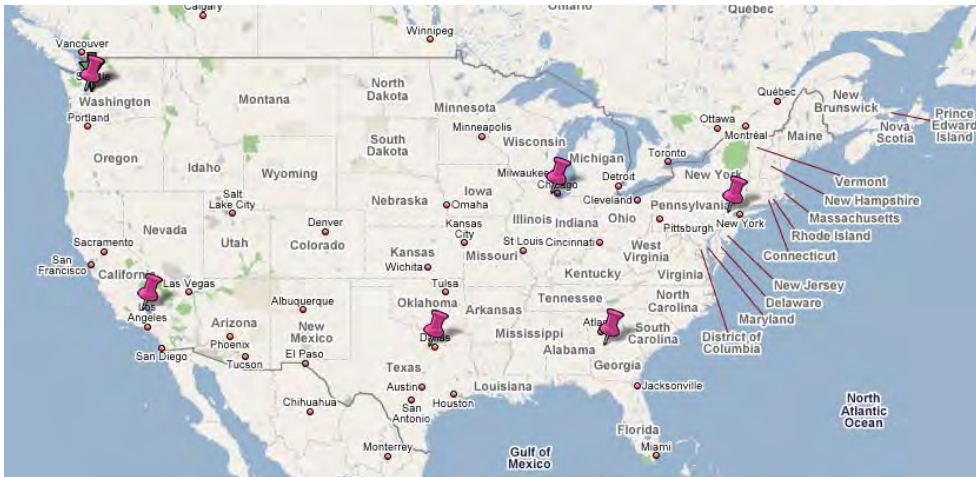 Calgary
Ontario
Québec
Winnipeg
Vancouver
Washington
Portland
Montana
North
Dakota
Minnesota
Minneapolis
Québec
New
Brunswick
Prince
Edward
Island
Ottawa
Montréal
Maine
Nova
Scotia
Oregon
Idaho
South
Dakota
Wisconsin
Michigan
Toronto
Wyoming
Milwaukee
Chicago
Detroit
New York
Vermont
Salt
Lake City
Nebraska
Iowa
Omaha
Cleveland
Pennsylvania
New Hampshire
Massachusetts
Nevada
Utah
Denver
Colorado
Kansas
City
Illinois
Indiana
Ohio
Pittsburgh
New York
Rhode Island
Connecticut
Sacramento
San
Francisco
California
Kansas
Wichita
Missouri
St Louis
Cincinnati
West
Virginia
Virginia
New Jersey
Delaware
Maryland
District of
Columbia
Las Vegas
Los
Angeles
Kentucky
Tulsa
Oklahoma
Albuquerque
Arkansas
Tennessee
North
Carolina
Arizona
Phoenix
New
Mexico
Dallas
Mississippi
Alabama
South
Carolina
Georgia
San Diego
Tucson
El Paso
Texas
Austin
Louisiana
Houston
San
Antonio
Jacksonville
Chihuahua
Monterrey
Florida
Miami
Gulf of
Mexico
North
Atlantic
Ocean